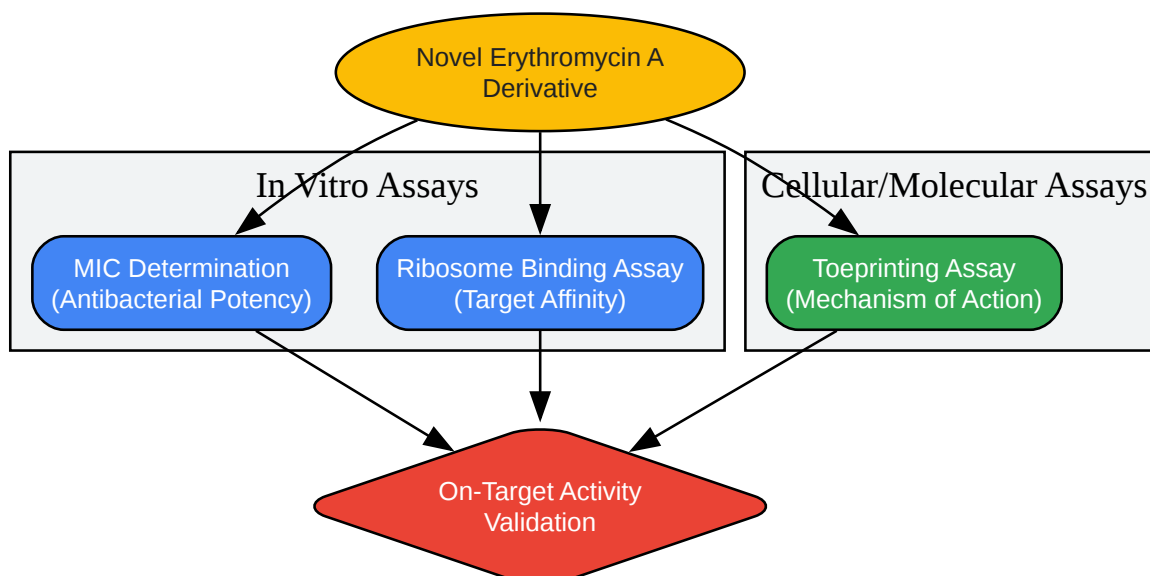 Novel Erythromycin A
Derivative
In Vitro Assays
Cellular/Molecular Assays
MIC Determination
(Antibacterial Potency)
Ribosome Binding Assay
(Target Affinity)
Toeprinting Assay
(Mechanism of Action)
On-Target Activity
Validation